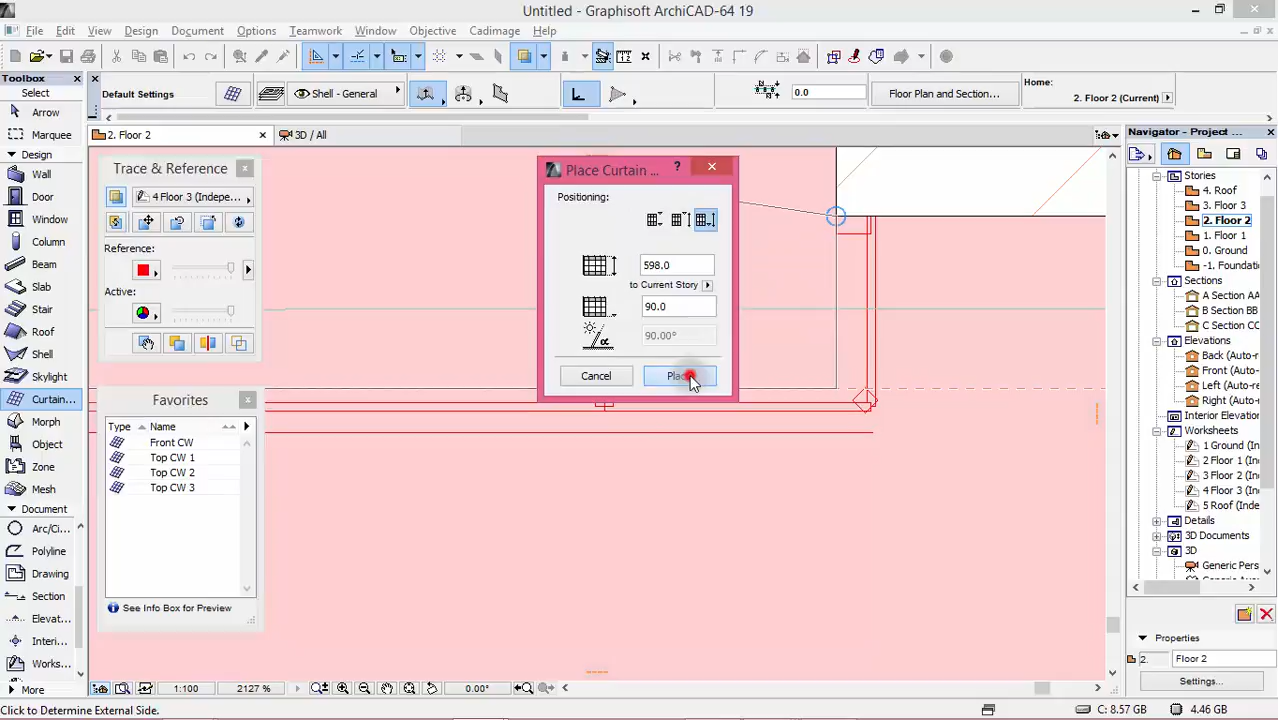 Untitled - Graphisoft ArchiCAD-64 19
File Edit View Design Document Options Teamwork Window Objective Cadimage Help
Toolbox
Select
Arrow
Marquee
Design
Wall
Door
Window
Column
Beam
Slab
Stair
Roof
Shell
Skylight
Curtain...
Morph
Object
Zone
Mesh
Document
Arc/Ci...
Polyline
Drawing
Section
Elevat...
Interi...
Works...
More
Default Settings
Shell - General
0.0
Floor Plan and Section...
Home:
2. Floor 2 (Current)
2. Floor 2
3D / All
Trace & Reference
4 Floor 3 (Indepe...
Reference:
Active:
Favorites
Type Name
Front CW
Top CW 1
Top CW 2
Top CW 3
See Info Box for Preview
Place Curtain ... ?
Positioning:
598.0
to Current Story
90.0
90.00°
α
Cancel
Navigator - Project ...
Stories
4. Roof
3. Floor 3
2. Floor 2
1. Floor 1
0. Ground
-1. Foundatio
Sections
A Section AA
B Section BB
C Section CC
Elevations
Back (Auto-r
Front (Auto-
Left (Auto-r
Right (Auto-r
Interior Elevatio
Worksheets
1 Ground (In
2 Floor 1 (In
3 Floor 2 (In
4 Floor 3 (In
5 Roof (Inde
Details
3D Documents
3D
Generic Pers
Properties
2. Floor 2
Settings...
1:100 2127 % 0.00°
Click to Determine External Side.
C: 8.57 GB 4.46 GB